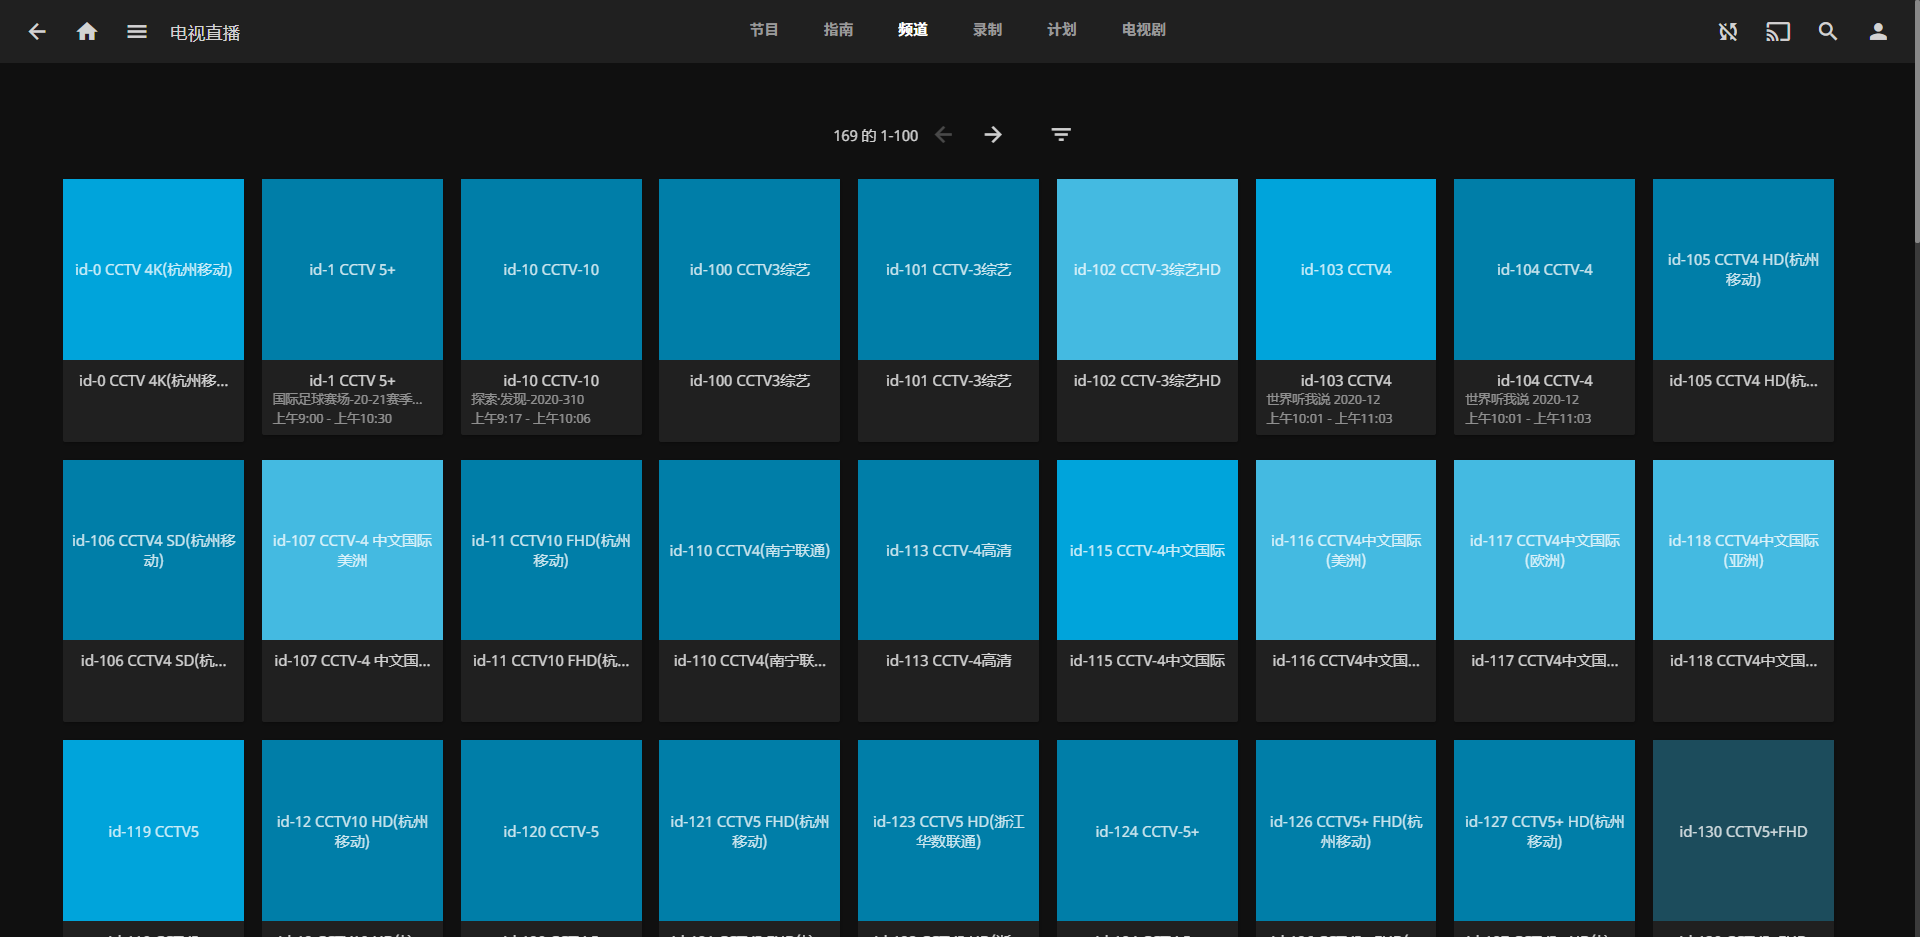 电视直播
节目 指南 频道 录制 计划 电视剧
169 的 1-100
id-0 CCTV 4K(杭州移动)
id-0 CCTV 4K(杭州移...
id-1 CCTV 5+
id-1 CCTV 5+
国际足球赛场-20-21赛季...
上午9:00 - 上午10:30
id-10 CCTV-10
id-10 CCTV-10
探索·发现-2020-310
上午9:17 - 上午10:06
id-100 CCTV3综艺
id-100 CCTV3综艺
id-101 CCTV-3综艺
id-101 CCTV-3综艺
id-102 CCTV-3综艺HD
id-102 CCTV-3综艺HD
id-103 CCTV4
id-103 CCTV4
世界听我说 2020-12
上午10:01 - 上午11:03
id-104 CCTV-4
id-104 CCTV-4
世界听我说 2020-12
上午10:01 - 上午11:03
id-105 CCTV4 HD(杭州
移动)
id-105 CCTV4 HD(杭...
id-106 CCTV4 SD(杭州移
动)
id-106 CCTV4 SD(杭...
id-107 CCTV-4 中文国际
美洲
id-107 CCTV-4 中文国...
id-11 CCTV10 FHD(杭州
移动)
id-11 CCTV10 FHD(杭...
id-110 CCTV4(南宁联通)
id-110 CCTV4(南宁联...
id-113 CCTV-4高清
id-113 CCTV-4高清
id-115 CCTV-4中文国际
id-115 CCTV-4中文国际
id-116 CCTV4中文国际
(美洲)
id-116 CCTV4中文国...
id-117 CCTV4中文国际
(欧洲)
id-117 CCTV4中文国...
id-118 CCTV4中文国际
(亚洲)
id-118 CCTV4中文国...
id-119 CCTV5
id-12 CCTV10 HD(杭州
移动)
id-120 CCTV-5
id-121 CCTV5 FHD(杭州
移动)
id-123 CCTV5 HD(浙江
华数联通)
id-124 CCTV-5+
id-126 CCTV5+ FHD(杭
州移动)
id-127 CCTV5+ HD(杭州
移动)
id-130 CCTV5+FHD